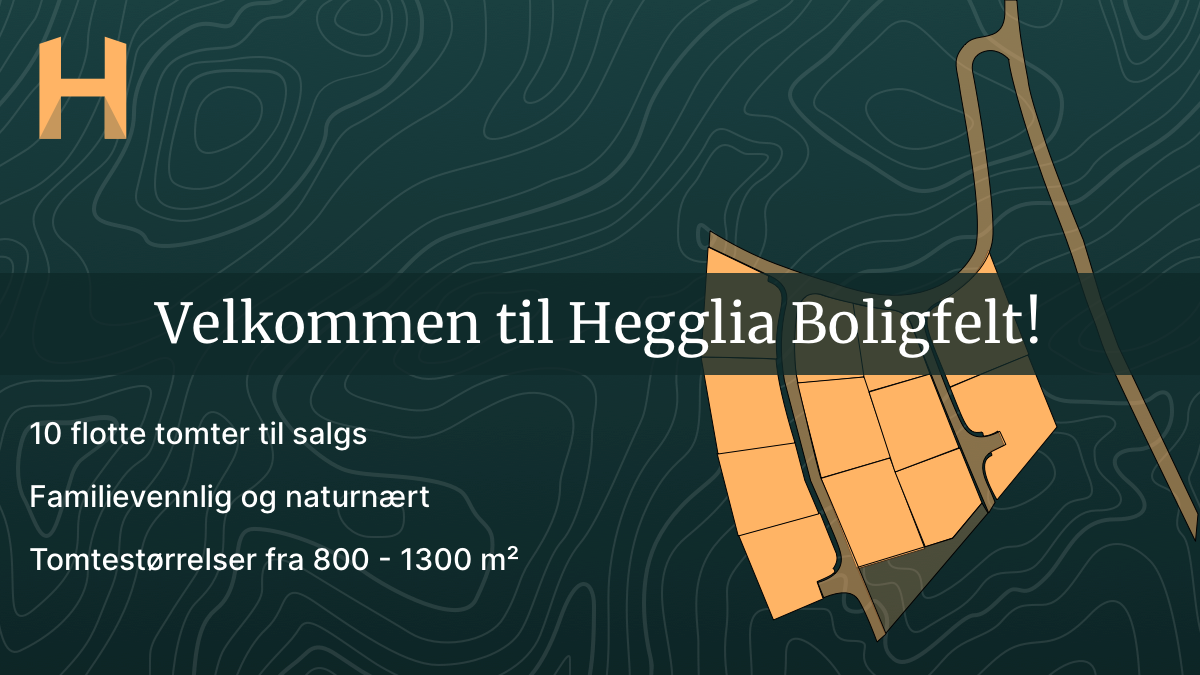 H
Velkommen til Hegglia Boligfelt!
10 flotte tomter til salgs
Familievennlig og naturnært
Tomtestørrelser fra 800 - 1300 m²